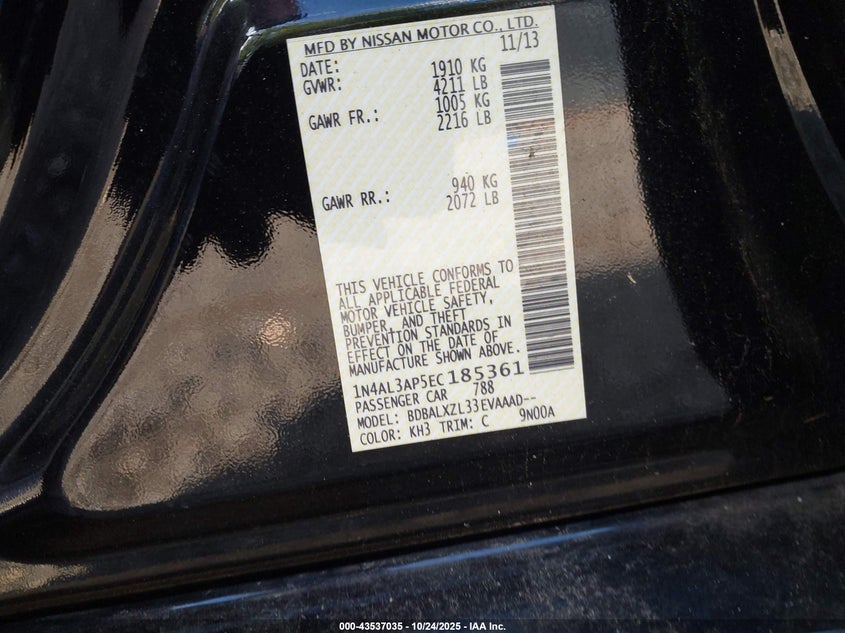 MFD BY NISSAN MOTOR CO., LTD.
DATE: 11/13
GVWR: 1910 KG
4211 LB
GAWR FR.: 1005 KG
2216 LB
GAWR RR.: 940 KG
2072 LB
THIS VEHICLE CONFORMS TO
ALL APPLICABLE FEDERAL
MOTOR VEHICLE SAFETY,
BUMPER, AND THEFT
PREVENTION STANDARDS IN
EFFECT ON THE DATE OF
MANUFACTURE SHOWN ABOVE.
1N4AL3AP5EC185361
PASSENGER CAR 788
MODEL: BDBALXZL33EVAAAD--
COLOR: KH3 TRIM: C 9N00A
000-43537035 - 10/24/2025 - IAA Inc.